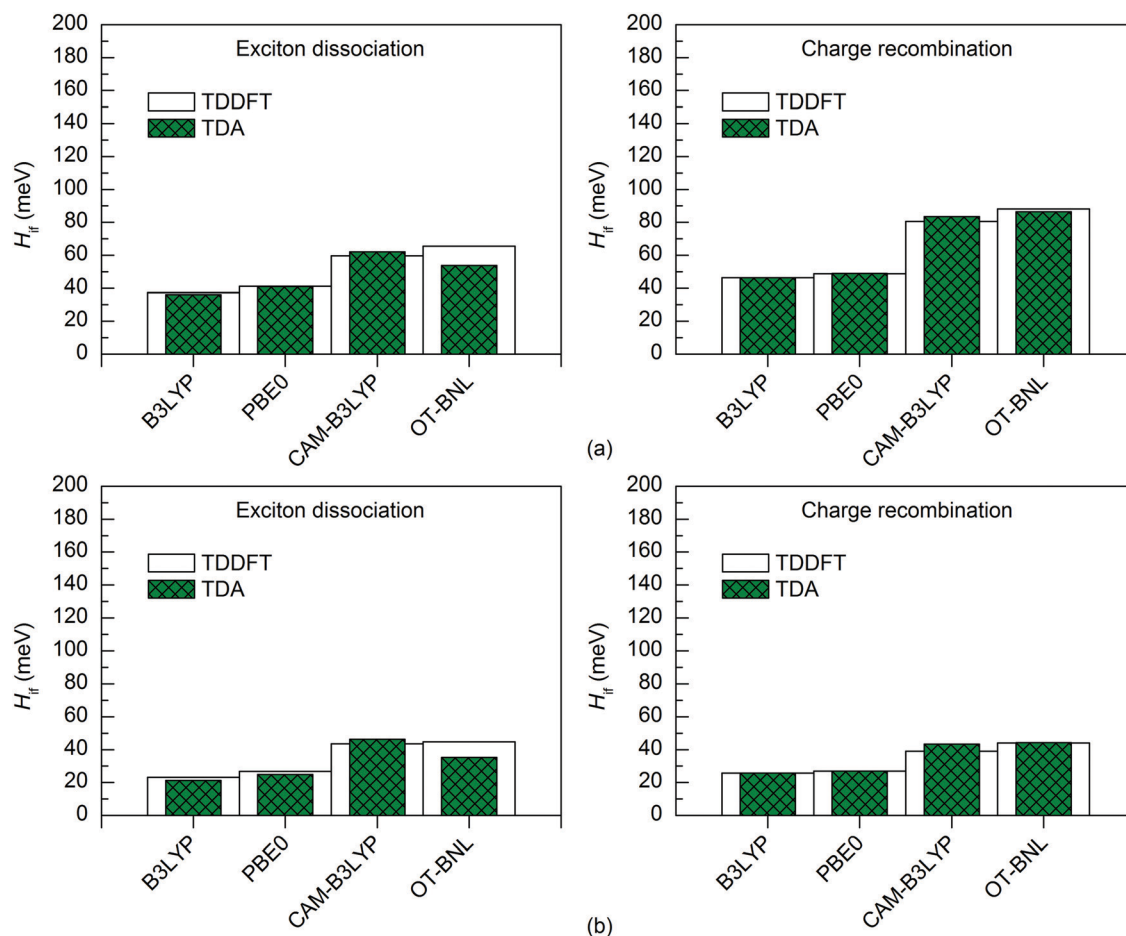 Exciton dissociation
TDDFT
TDA
H_if (meV)
200
180
160
140
120
100
80
60
40
20
0
B3LYP
PBE0
CAM-B3LYP
OT-BNL
Charge recombination
TDDFT
TDA
H_if (meV)
200
180
160
140
120
100
80
60
40
20
0
B3LYP
PBE0
CAM-B3LYP
OT-BNL
(a)
Exciton dissociation
TDDFT
TDA
H_if (meV)
200
180
160
140
120
100
80
60
40
20
0
B3LYP
PBE0
CAM-B3LYP
OT-BNL
Charge recombination
TDDFT
TDA
H_if (meV)
200
180
160
140
120
100
80
60
40
20
0
B3LYP
PBE0
CAM-B3LYP
OT-BNL
(b)